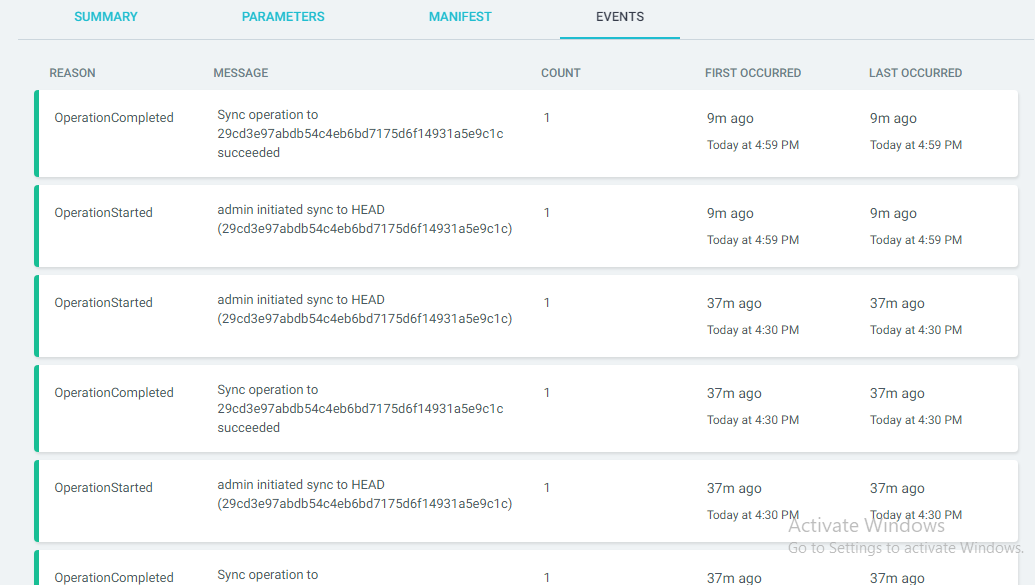 SUMMARY PARAMETERS MANIFEST EVENTS
REASON MESSAGE COUNT FIRST OCCURRED LAST OCCURRED
OperationCompleted Sync operation to 1 9m ago 9m ago
29cd3e97abdb54c4eb6bd7175d6f14931a5e9c1c
succeeded
Today at 4:59 PM Today at 4:59 PM
OperationStarted admin initiated sync to HEAD 1 9m ago 9m ago
(29cd3e97abdb54c4eb6bd7175d6f14931a5e9c1c)
Today at 4:59 PM Today at 4:59 PM
OperationStarted admin initiated sync to HEAD 1 37m ago 37m ago
(29cd3e97abdb54c4eb6bd7175d6f14931a5e9c1c)
Today at 4:30 PM Today at 4:30 PM
OperationCompleted Sync operation to 1 37m ago 37m ago
29cd3e97abdb54c4eb6bd7175d6f14931a5e9c1c
succeeded
Today at 4:30 PM Today at 4:30 PM
OperationStarted admin initiated sync to HEAD 1 37m ago 37m ago
(29cd3e97abdb54c4eb6bd7175d6f14931a5e9c1c)
Today at 4:30 PM Today at 4:30 PM
Activate Windows
Go to Settings to activate Windows.
OperationCompleted Sync operation to 1 37m ago 37m ago